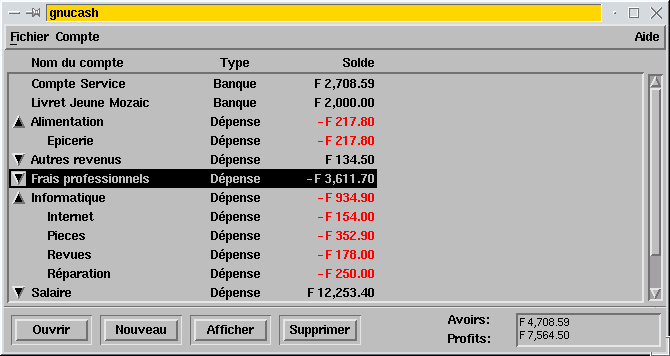 gnucash
Fichier Compte Aide
Nom du compte Type Solde
Compte Service Banque F 2,708.59
Livret Jeune Mozaic Banque F 2,000.00
Alimentation Dépense -F 217.80
Epicerie Dépense -F 217.80
Autres revenus Dépense F 134.50
Frais professionnels Dépense -F 3,611.70
Informatique Dépense -F 934.90
Internet Dépense -F 154.00
Pieces Dépense -F 352.90
Revues Dépense -F 178.00
Réparation Dépense -F 250.00
Salaire Dépense F 12,253.40
Ouvrir Nouveau Afficher Supprimer
Avoirs: F 4,708.59
Profits: F 7,564.50